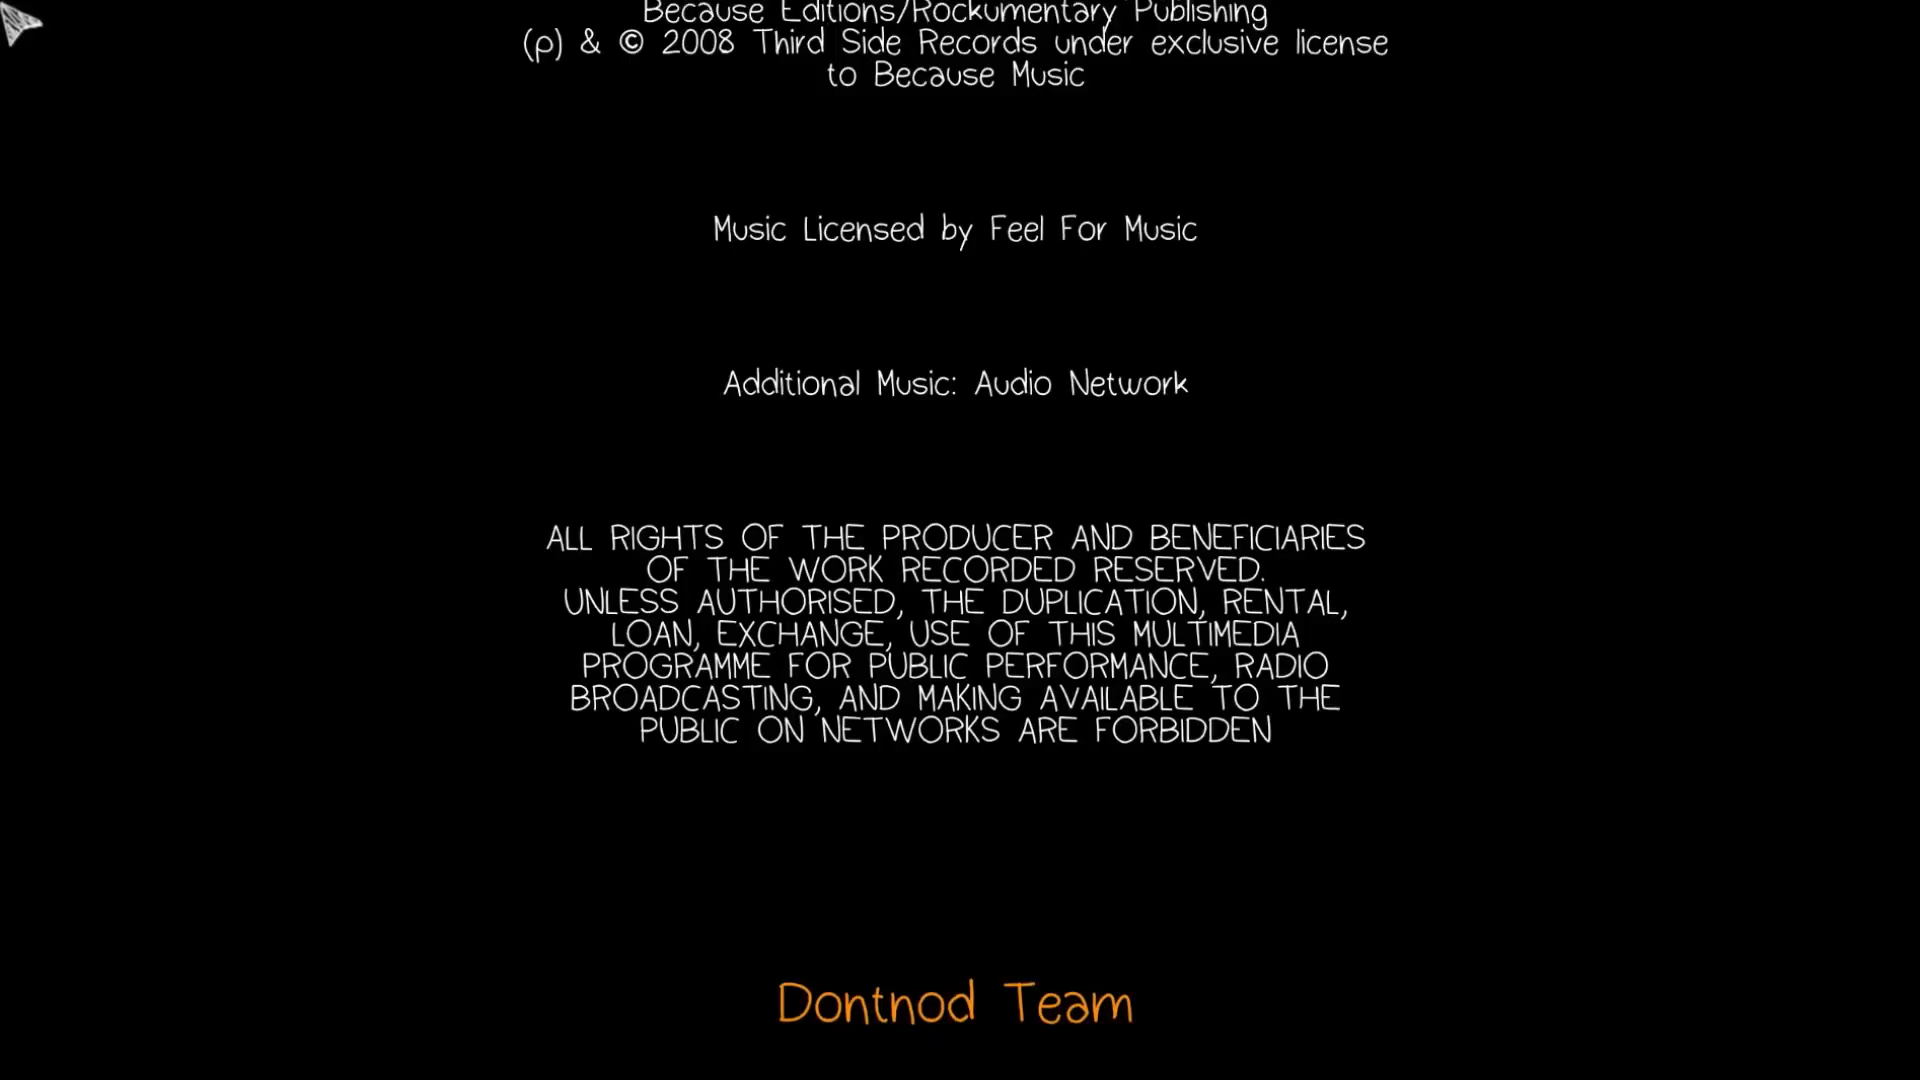 Because Editions/Rockumentary Publishing
(p) & © 2008 Third Side Records under exclusive license
to Because Music
Music Licensed by Feel For Music
Additional Music: Audio Network
ALL RIGHTS OF THE PRODUCER AND BENEFICIARIES
OF THE WORK RECORDED RESERVED.
UNLESS AUTHORISED, THE DUPLICATION, RENTAL,
LOAN, EXCHANGE, USE OF THIS MULTIMEDIA
PROGRAMME FOR PUBLIC PERFORMANCE, RADIO
BROADCASTING, AND MAKING AVAILABLE TO THE
PUBLIC ON NETWORKS ARE FORBIDDEN
Dontnod Team